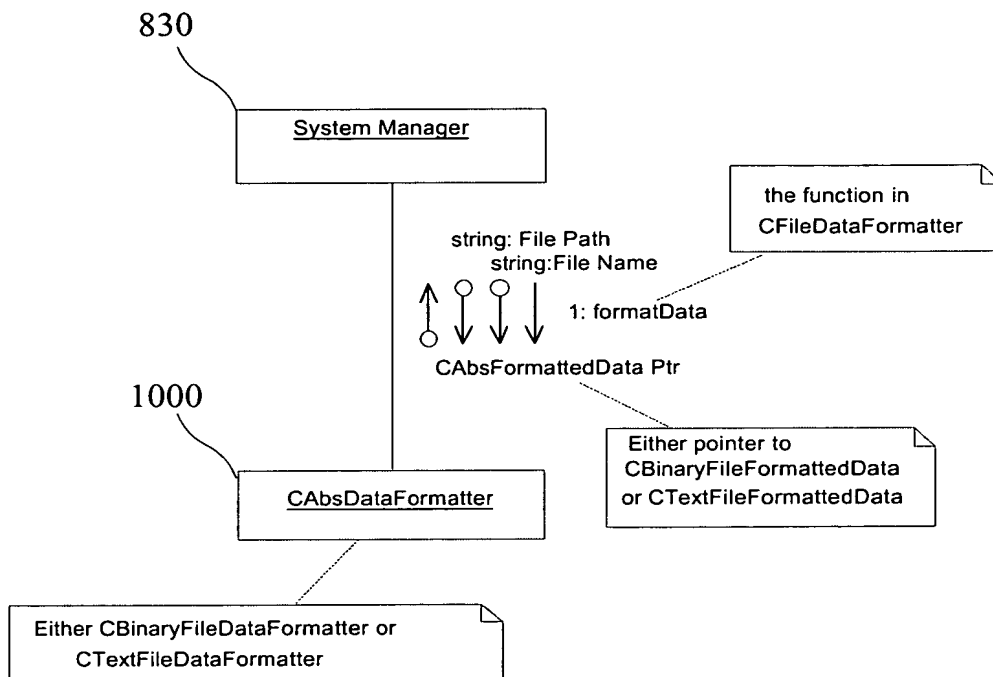 830
System Manager
the function in
CFileDataFormatter
string: File Path
string:File Name
1: formatData
CAbsFormattedData Ptr
1000
Either pointer to
CBinaryFileFormattedData
or CTextFileFormattedData
CAbsDataFormatter
Either CBinaryFileDataFormatter or
CTextFileDataFormatter